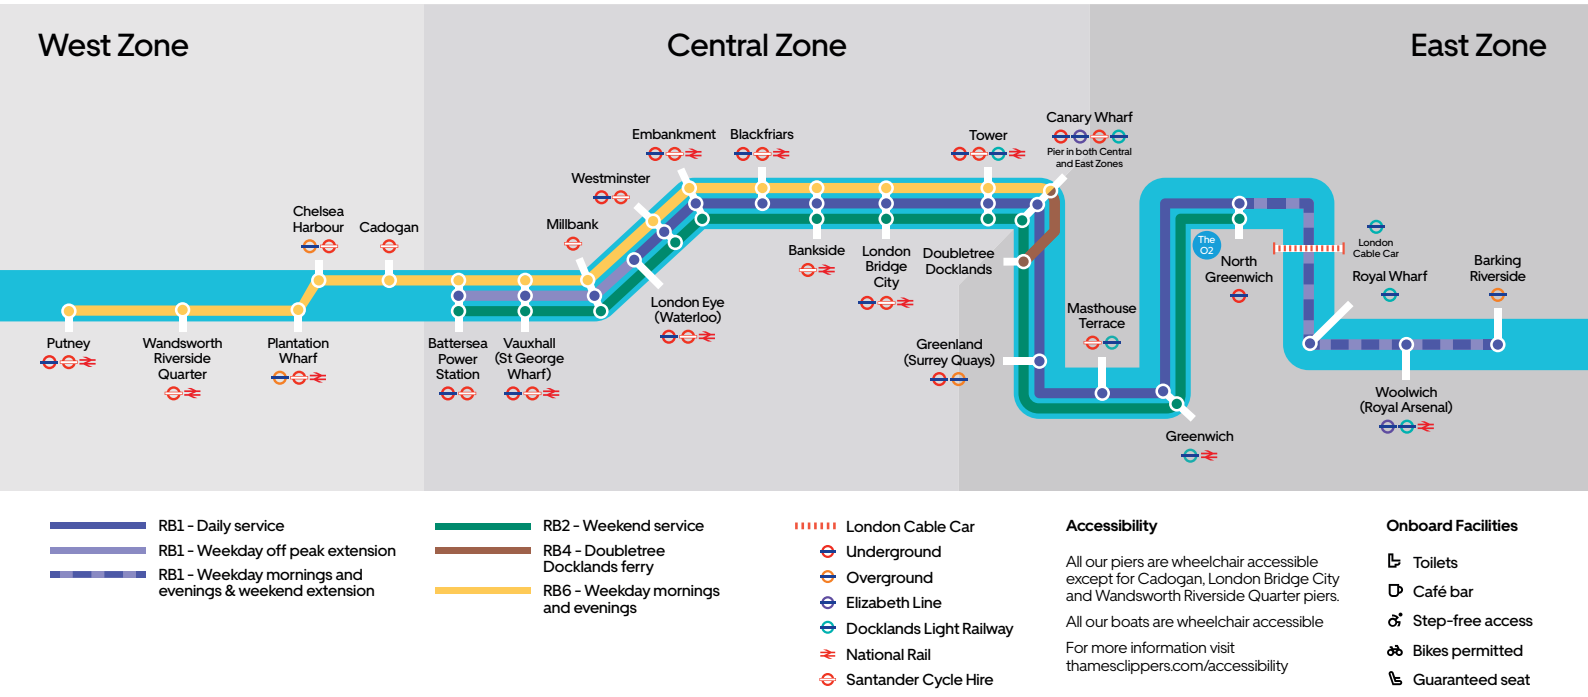 West Zone
Central Zone
East Zone
Canary Wharf
Pier in both Central
and East Zones
Embankment
Blackfriars
Tower
Westminster
Chelsea
Harbour
Cadogan
Millbank
London
Cable Car
The
O2
Bankside
London
Bridge
City
Doubletree
Docklands
North
Greenwich
Royal Wharf
Barking
Riverside
London Eye
(Waterloo)
Masthouse
Terrace
Putney
Wandsworth
Riverside
Quarter
Plantation
Wharf
Battersea
Power
Station
Vauxhall
(St George
Wharf)
Greenland
(Surrey Quays)
Woolwich
(Royal Arsenal)
Greenwich
RB1 - Daily service
RB1 - Weekday off peak extension
RB1 - Weekday mornings and
evenings & weekend extension
RB2 - Weekend service
RB4 - Doubletree
Docklands ferry
RB6 - Weekday mornings
and evenings
London Cable Car
Underground
Overground
Elizabeth Line
Docklands Light Railway
National Rail
Santander Cycle Hire
Accessibility
All our piers are wheelchair accessible
except for Cadogan, London Bridge City
and Wandsworth Riverside Quarter piers.
All our boats are wheelchair accessible
For more information visit
thamesclippers.com/accessibility
Onboard Facilities
Toilets
Café bar
Step-free access
Bikes permitted
Guaranteed seat